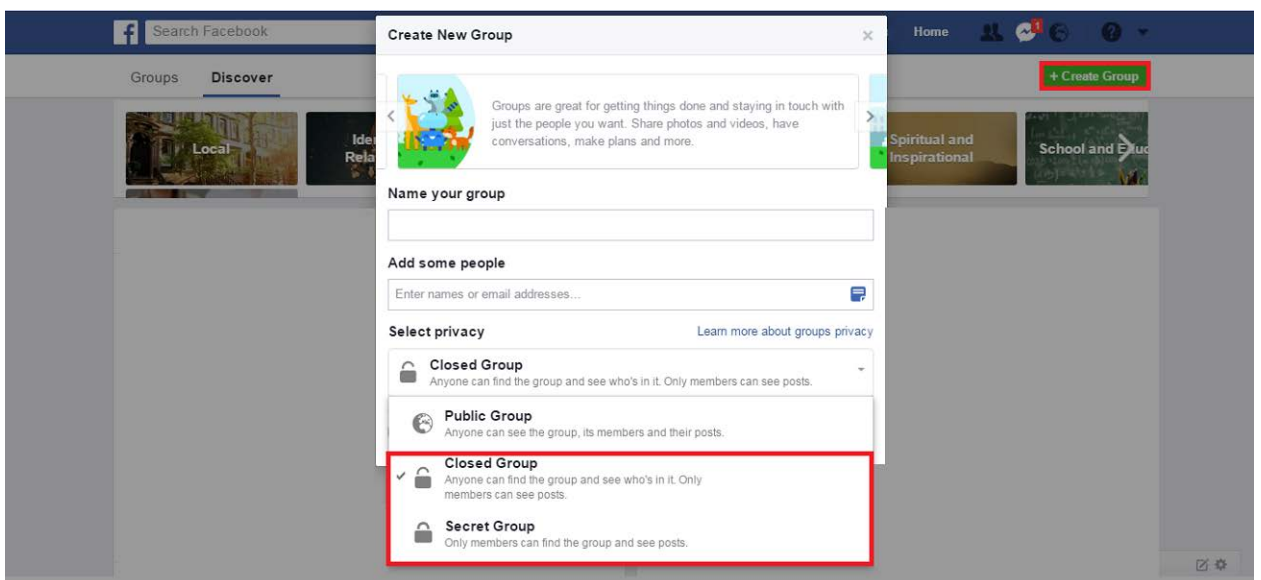 f
Search Facebook
Create New Group
×
Home
1
?
Groups Discover
+ Create Group
Groups are great for getting things done and staying in touch with
just the people you want. Share photos and videos, have
conversations, make plans and more.
Local
Spiritual and
Inspirational
School and
Name your group
Add some people
Enter names or email addresses...
Select privacy
Learn more about groups privacy
Closed Group
Anyone can find the group and see who's in it. Only members can see posts.
Public Group
Anyone can see the group, its members and their posts.
Closed Group
Anyone can find the group and see who's in it. Only
members can see posts.
Secret Group
Only members can find the group and see posts.